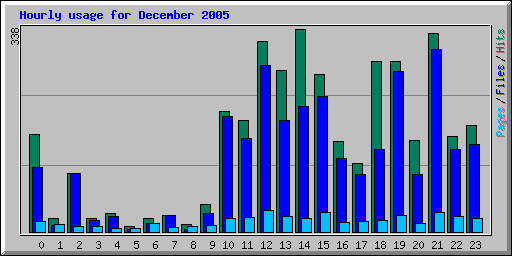 Hourly usage for December 2005
338
Pages/Files/Hits
0 1 2 3 4 5 6 7 8 9 10 11 12 13 14 15 16 17 18 19 20 21 22 23